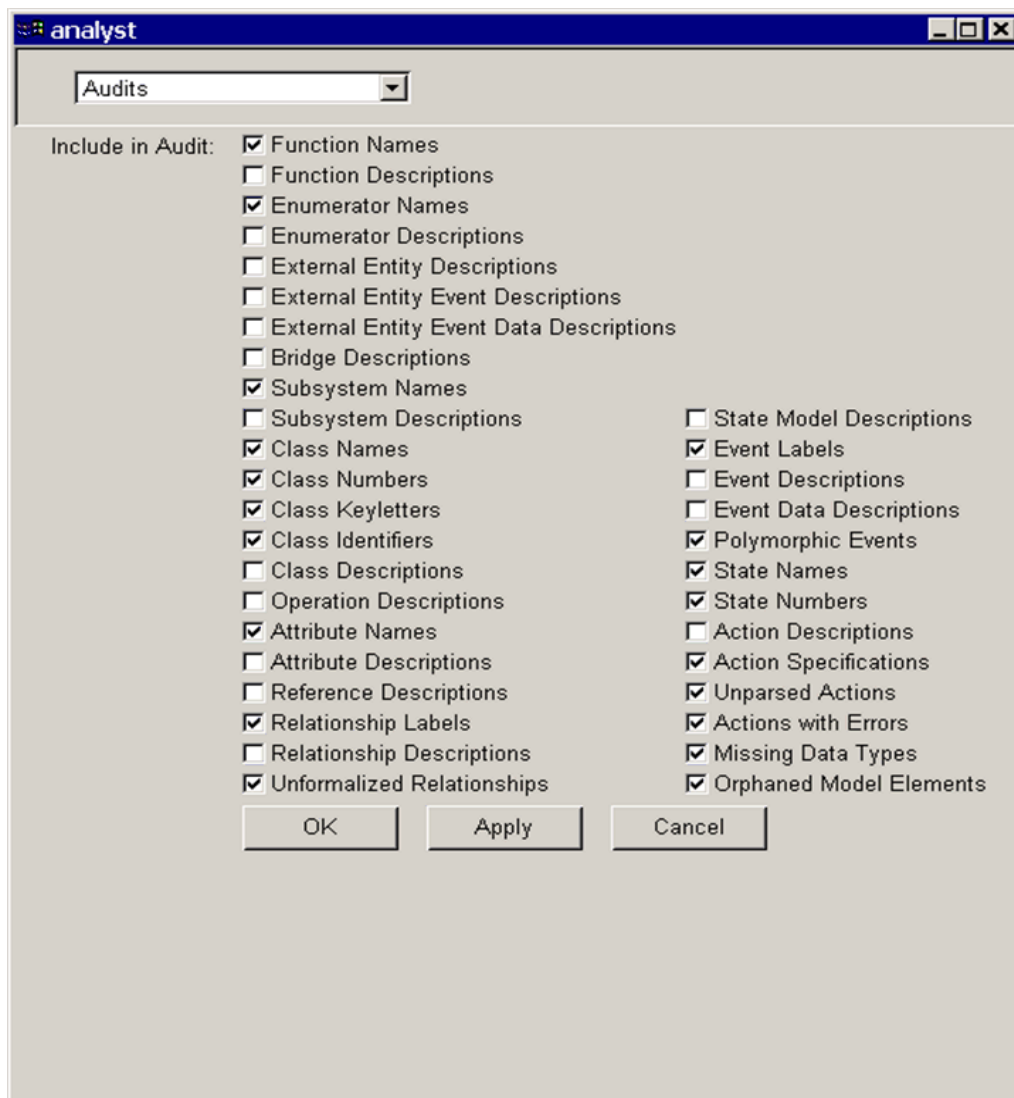 analyst
Audits
Include in Audit:
Function Names
Function Descriptions
Enumerator Names
Enumerator Descriptions
External Entity Descriptions
External Entity Event Descriptions
External Entity Event Data Descriptions
Bridge Descriptions
Subsystem Names
Subsystem Descriptions
Class Names
Class Numbers
Class Keyletters
Class Identifiers
Class Descriptions
Operation Descriptions
Attribute Names
Attribute Descriptions
Reference Descriptions
Relationship Labels
Relationship Descriptions
Unformalized Relationships
State Model Descriptions
Event Labels
Event Descriptions
Event Data Descriptions
Polymorphic Events
State Names
State Numbers
Action Descriptions
Action Specifications
Unparsed Actions
Actions with Errors
Missing Data Types
Orphaned Model Elements
OK
Apply
Cancel